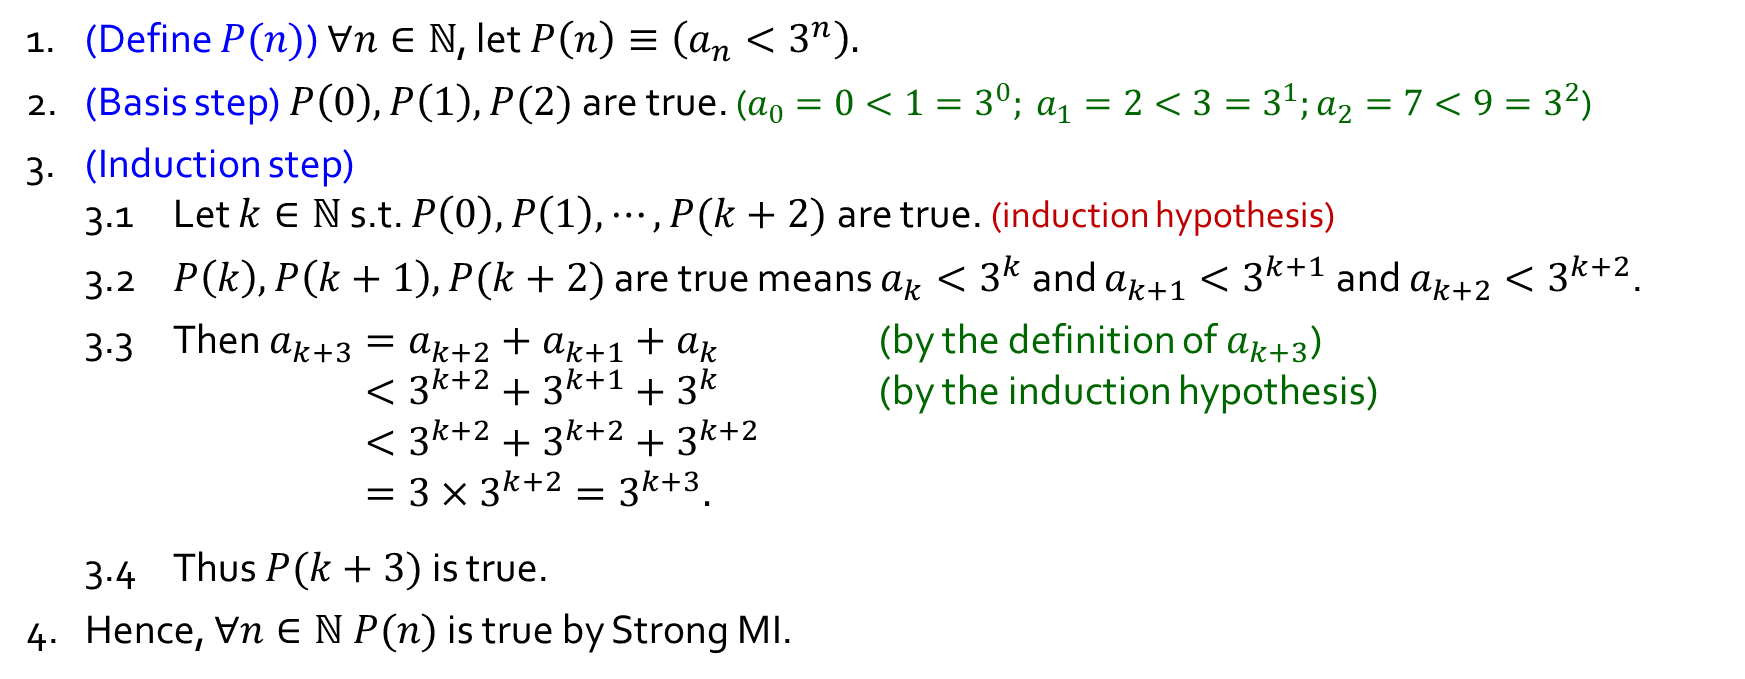 1. (Define P(n)) ∀n ∈ ℕ, let P(n) ≡ (aₙ < 3ⁿ).
2. (Basis step) P(0), P(1), P(2) are true. (a₀ = 0 < 1 = 3⁰; a₁ = 2 < 3 = 3¹; a₂ = 7 < 9 = 3²)
3. (Induction step)
3.1 Let k ∈ ℕ s.t. P(0), P(1), ⋯, P(k + 2) are true. (induction hypothesis)
3.2 P(k), P(k + 1), P(k + 2) are true means aₖ < 3ᵏ and aₖ₊₁ < 3ᵏ⁺¹ and aₖ₊₂ < 3ᵏ⁺².
3.3 Then aₖ₊₃ = aₖ₊₂ + aₖ₊₁ + aₖ (by the definition of aₖ₊₃)
< 3ᵏ⁺² + 3ᵏ⁺¹ + 3ᵏ (by the induction hypothesis)
< 3ᵏ⁺² + 3ᵏ⁺² + 3ᵏ⁺²
= 3 × 3ᵏ⁺² = 3ᵏ⁺³.
3.4 Thus P(k + 3) is true.
4. Hence, ∀n ∈ ℕ P(n) is true by Strong MI.